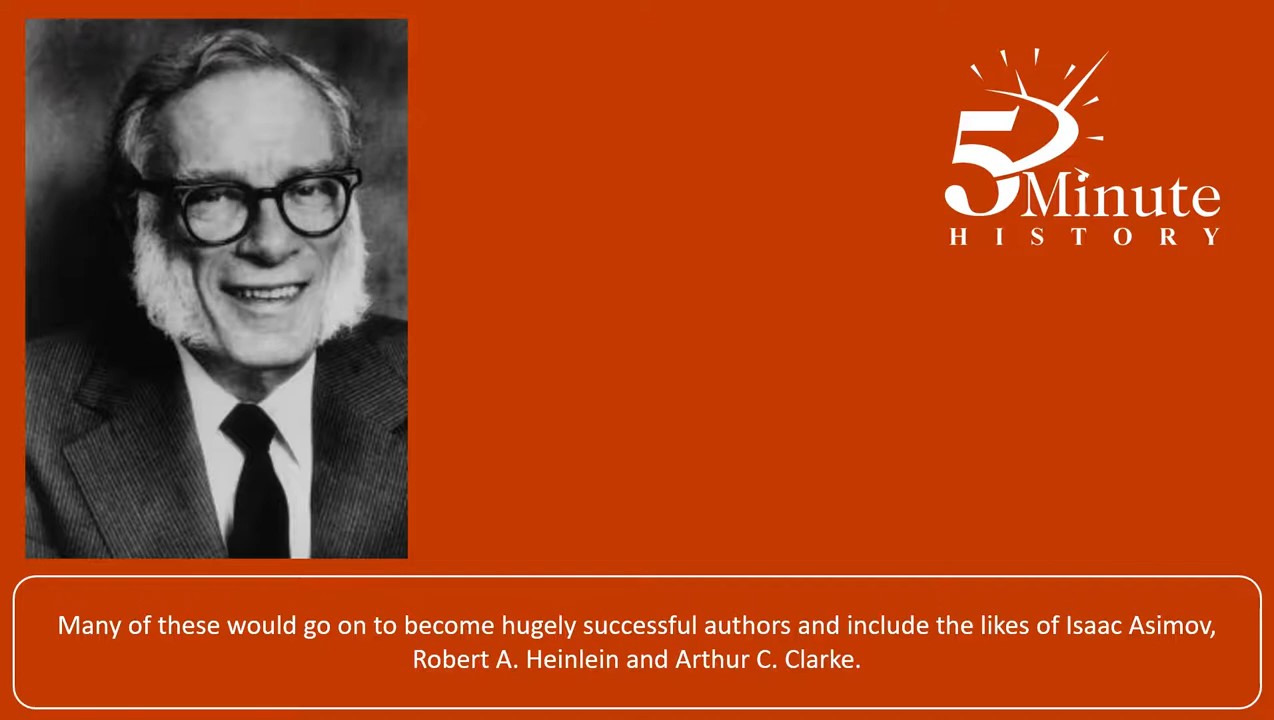 5 Minute
HISTORY
Many of these would go on to become hugely successful authors and include the likes of Isaac Asimov,
Robert A. Heinlein and Arthur C. Clarke.